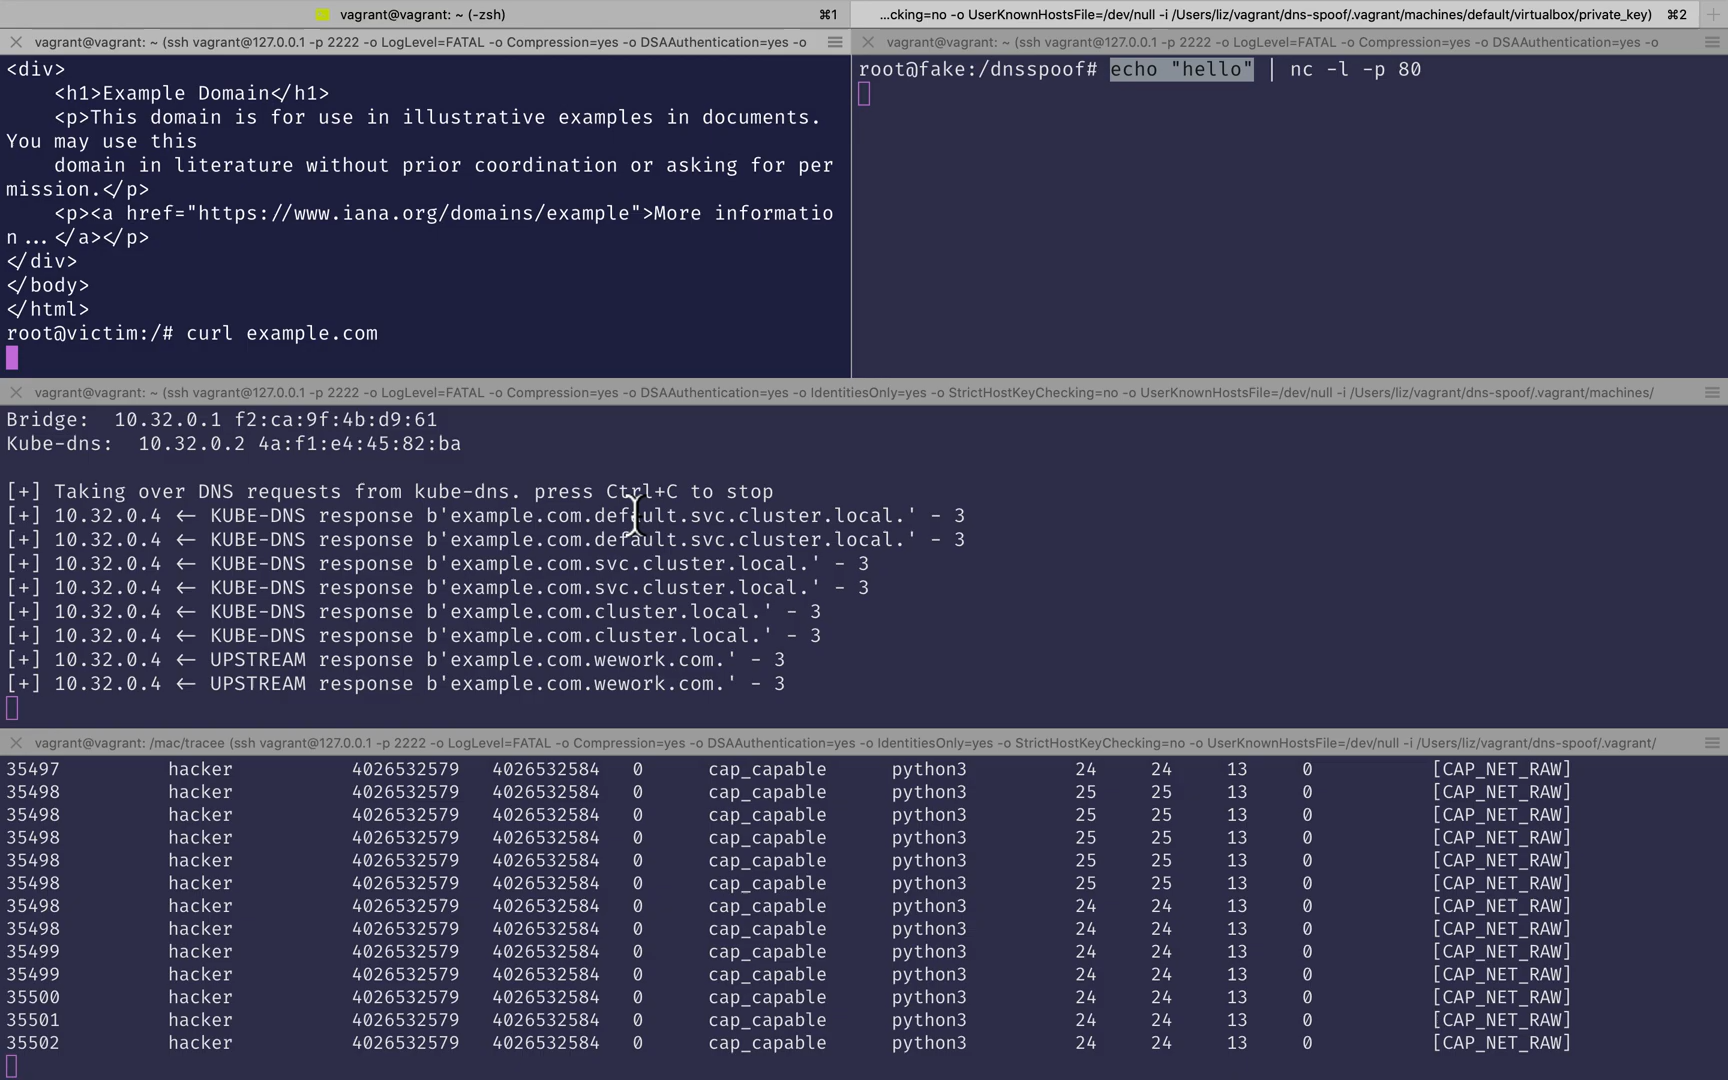 vagrant@vagrant: ~ (-zsh) ⌘1
...cking=no -o UserKnownHostsFile=/dev/null -i /Users/liz/vagrant/dns-spoof/.vagrant/machines/default/virtualbox/private_key) ⌘2
vagrant@vagrant: ~ (ssh vagrant@127.0.0.1 -p 2222 -o LogLevel=FATAL -o Compression=yes -o DSAAuthentication=yes -o
<div>
    <h1>Example Domain</h1>
    <p>This domain is for use in illustrative examples in documents.
You may use this
    domain in literature without prior coordination or asking for per
mission.</p>
    <p><a href="https://www.iana.org/domains/example">More informatio
n...</a></p>
</div>
</body>
</html>
root@victim:/# curl example.com
vagrant@vagrant: ~ (ssh vagrant@127.0.0.1 -p 2222 -o LogLevel=FATAL -o Compression=yes -o DSAAuthentication=yes -o
root@fake:/dnsspoof# echo "hello" | nc -l -p 80
vagrant@vagrant: ~ (ssh vagrant@127.0.0.1 -p 2222 -o LogLevel=FATAL -o Compression=yes -o DSAAuthentication=yes -o IdentitiesOnly=yes -o StrictHostKeyChecking=no -o UserKnownHostsFile=/dev/null -i /Users/liz/vagrant/dns-spoof/.vagrant/machines/
Bridge:  10.32.0.1 f2:ca:9f:4b:d9:61
Kube-dns:  10.32.0.2 4a:f1:e4:45:82:ba
[+] Taking over DNS requests from kube-dns. press Ctrl+C to stop
[+] 10.32.0.4 <- KUBE-DNS response b'example.com.default.svc.cluster.local.' - 3
[+] 10.32.0.4 <- KUBE-DNS response b'example.com.default.svc.cluster.local.' - 3
[+] 10.32.0.4 <- KUBE-DNS response b'example.com.svc.cluster.local.' - 3
[+] 10.32.0.4 <- KUBE-DNS response b'example.com.svc.cluster.local.' - 3
[+] 10.32.0.4 <- KUBE-DNS response b'example.com.cluster.local.' - 3
[+] 10.32.0.4 <- KUBE-DNS response b'example.com.cluster.local.' - 3
[+] 10.32.0.4 <- UPSTREAM response b'example.com.wework.com.' - 3
[+] 10.32.0.4 <- UPSTREAM response b'example.com.wework.com.' - 3
vagrant@vagrant: /mac/tracee (ssh vagrant@127.0.0.1 -p 2222 -o LogLevel=FATAL -o Compression=yes -o DSAAuthentication=yes -o IdentitiesOnly=yes -o StrictHostKeyChecking=no -o UserKnownHostsFile=/dev/null -i /Users/liz/vagrant/dns-spoof/.vagrant/
35497 hacker 4026532579 4026532584 0 cap_capable python3 24 24 13 0 [CAP_NET_RAW]
35498 hacker 4026532579 4026532584 0 cap_capable python3 25 25 13 0 [CAP_NET_RAW]
35498 hacker 4026532579 4026532584 0 cap_capable python3 25 25 13 0 [CAP_NET_RAW]
35498 hacker 4026532579 4026532584 0 cap_capable python3 25 25 13 0 [CAP_NET_RAW]
35498 hacker 4026532579 4026532584 0 cap_capable python3 25 25 13 0 [CAP_NET_RAW]
35498 hacker 4026532579 4026532584 0 cap_capable python3 25 25 13 0 [CAP_NET_RAW]
35498 hacker 4026532579 4026532584 0 cap_capable python3 24 24 13 0 [CAP_NET_RAW]
35498 hacker 4026532579 4026532584 0 cap_capable python3 24 24 13 0 [CAP_NET_RAW]
35499 hacker 4026532579 4026532584 0 cap_capable python3 24 24 13 0 [CAP_NET_RAW]
35499 hacker 4026532579 4026532584 0 cap_capable python3 24 24 13 0 [CAP_NET_RAW]
35500 hacker 4026532579 4026532584 0 cap_capable python3 24 24 13 0 [CAP_NET_RAW]
35501 hacker 4026532579 4026532584 0 cap_capable python3 24 24 13 0 [CAP_NET_RAW]
35502 hacker 4026532579 4026532584 0 cap_capable python3 24 24 13 0 [CAP_NET_RAW]